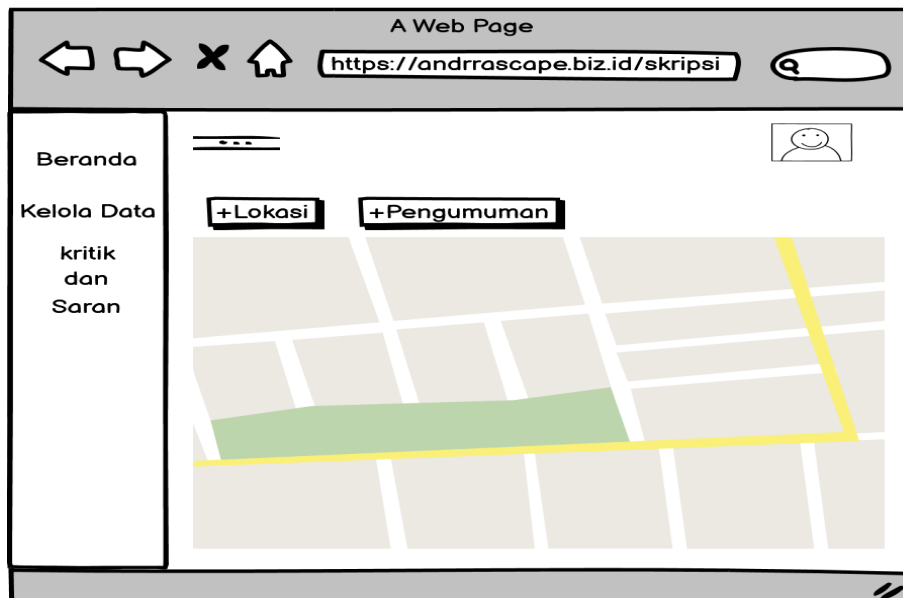 A Web Page
https://andrrascape.biz.id/skripsi
Beranda
Kelola Data
kritik
dan
Saran
+Lokasi
+Pengumuman